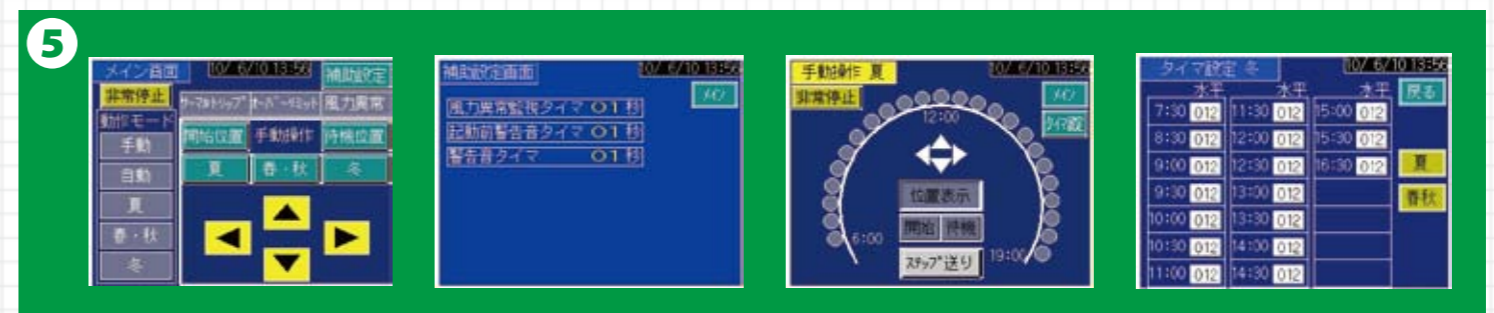 5
メイン画面
10/ 6/10 13:56
補助設定
非常停止
サーマルトリップ
オーバーリミット
風力異常
動作モード
手動
自動
夏
春・秋
冬
開始位置
手動操作
待機位置
夏
春・秋
冬
補助設定画面
10/ 6/10 13:56
メイン
風力異常監視タイマ 01 秒
起動前警告音タイマ 01 秒
警告音タイマ 01 秒
手動操作 夏
10/ 6/10 13:56
非常停止
メイン
タイマ設定
12:00
位置表示
開始 待機
6:00
19:00
ステップ送り
タイマ設定 冬
10/ 6/10 13:56
戻る
水平 水平 水平
7:30 012 11:30 012 15:00 012
8:30 012 12:00 012 15:30 012
9:00 012 12:30 012 16:30 012
夏
9:30 012 13:00 012
春秋
10:00 012 13:30 012
10:30 012 14:00 012
11:00 012 14:30 012